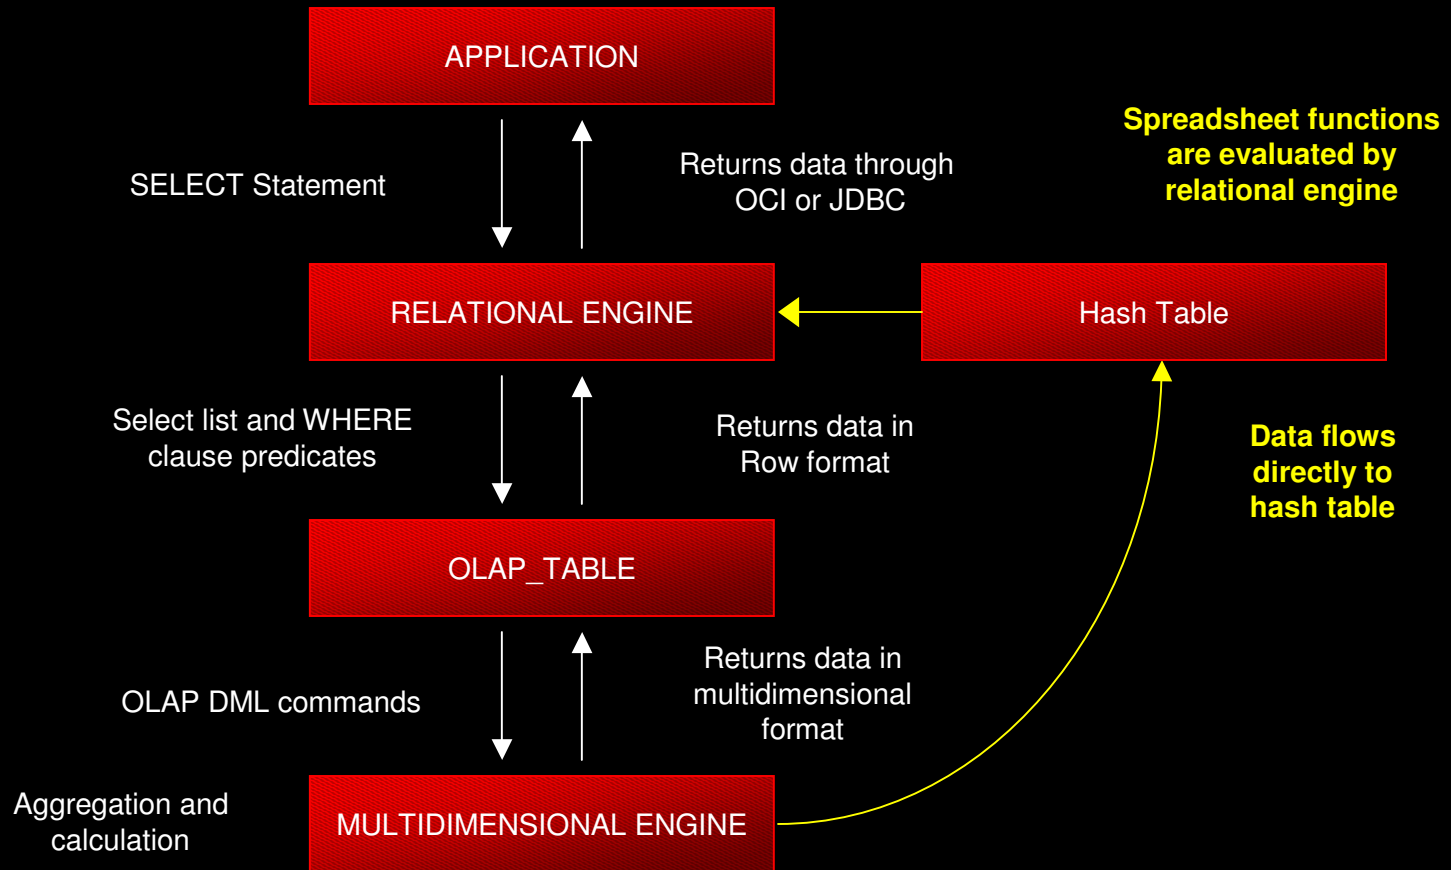 APPLICATION
SELECT Statement
Returns data through
OCI or JDBC
Spreadsheet functions
are evaluated by
relational engine
RELATIONAL ENGINE
Hash Table
Select list and WHERE
clause predicates
Returns data in
Row format
Data flows
directly to
hash table
OLAP_TABLE
OLAP DML commands
Returns data in
multidimensional
format
Aggregation and
calculation
MULTIDIMENSIONAL ENGINE